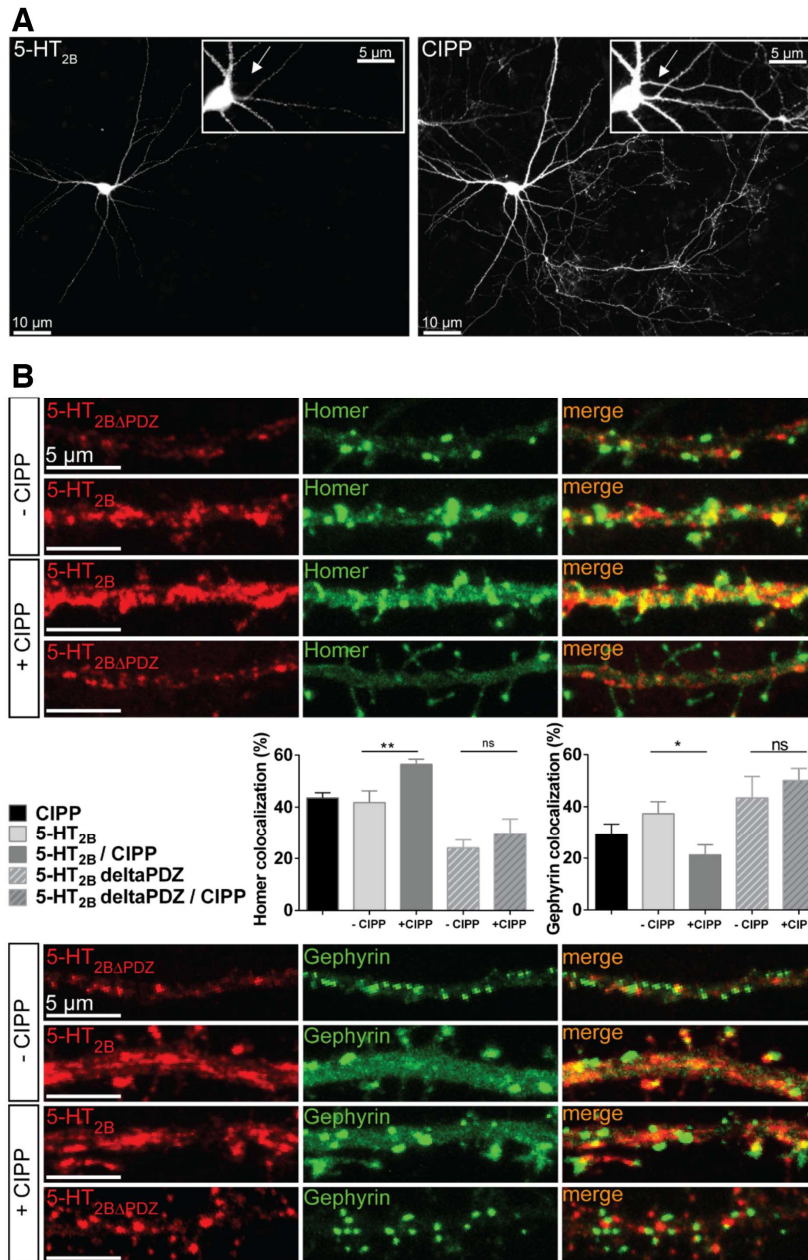 A
5-HT2B
5 µm
10 µm
CIPP
5 µm
10 µm
B
- CIPP
5-HT2BΔPDZ
5 µm
Homer
merge
5-HT2B
Homer
merge
+ CIPP
5-HT2B
Homer
merge
5-HT2BΔPDZ
Homer
merge
CIPP
5-HT2B
5-HT2B / CIPP
5-HT2B deltaPDZ
5-HT2B deltaPDZ / CIPP
Homer colocalization (%)
60
40
20
0
**
ns
- CIPP +CIPP - CIPP +CIPP
Gephyrin colocalization (%)
60
40
20
0
*
ns
- CIPP +CIPP - CIPP +CIPP
- CIPP
5-HT2BΔPDZ
5 µm
Gephyrin
merge
5-HT2B
Gephyrin
merge
+ CIPP
5-HT2B
Gephyrin
merge
5-HT2BΔPDZ
Gephyrin
merge